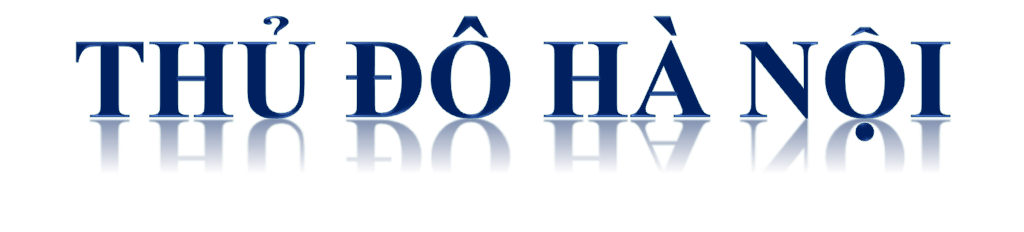 THỦ ĐÔ HÀ NỘI